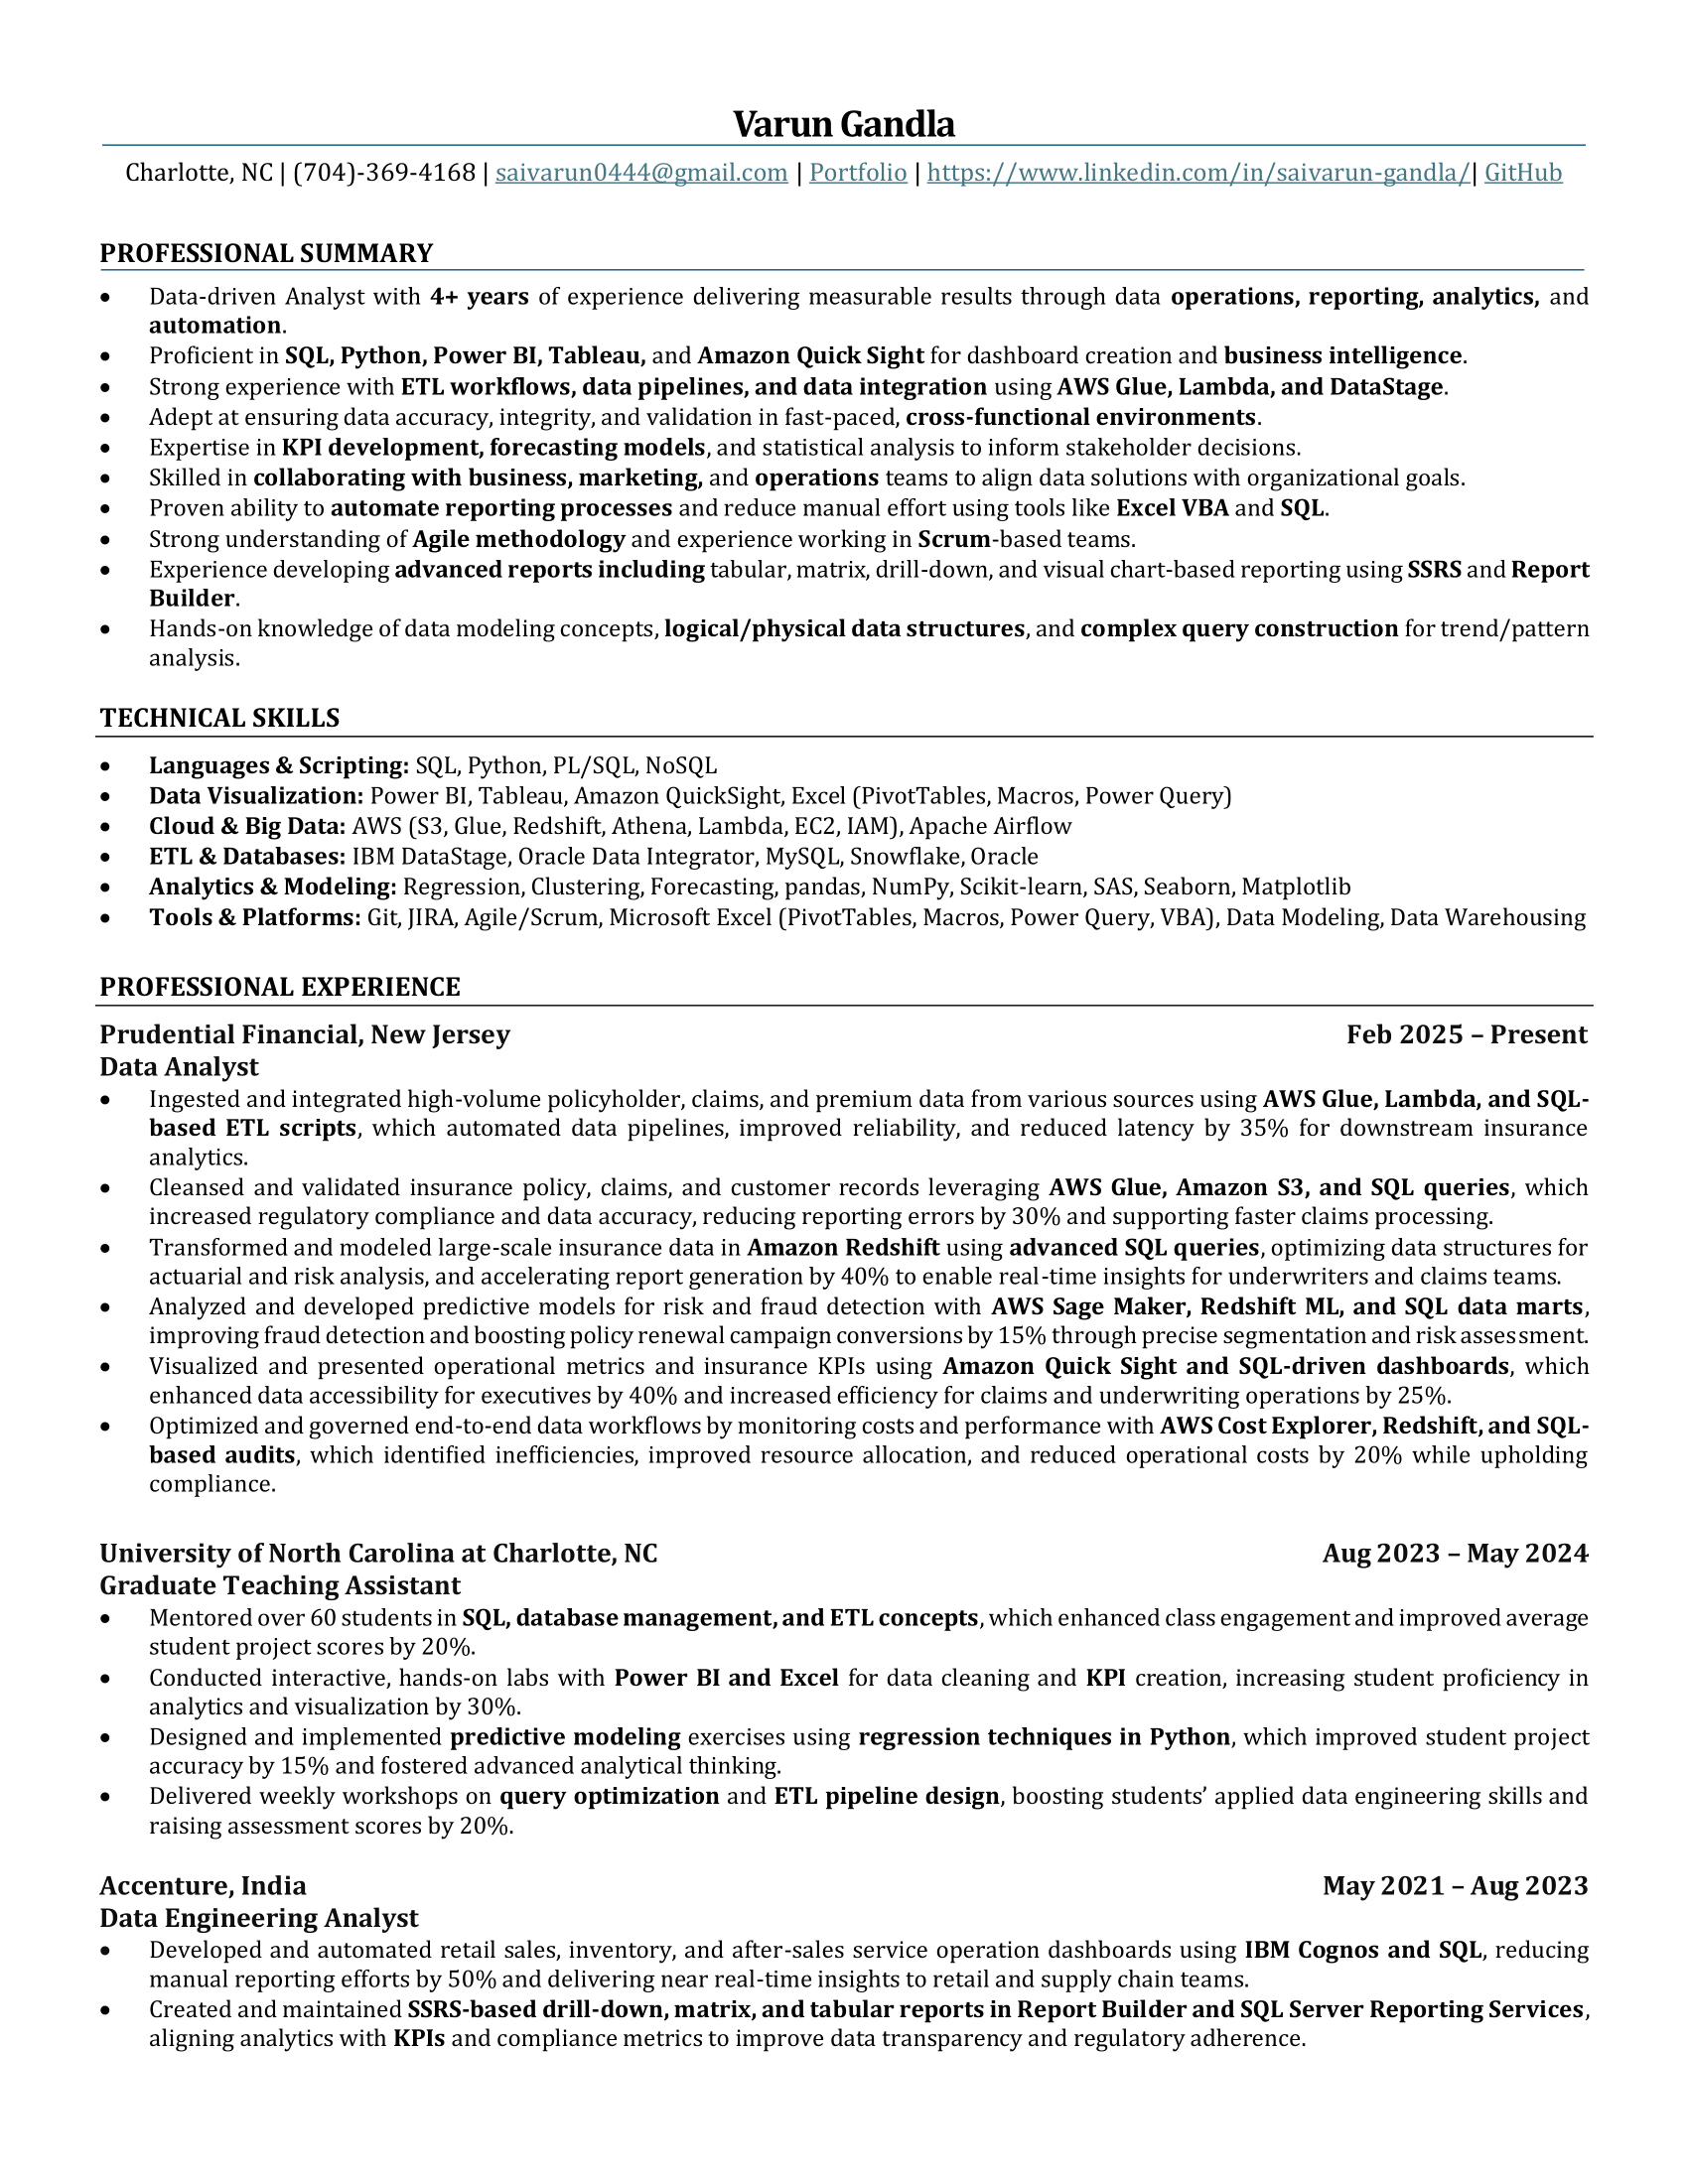 Varun Gandla
Charlotte, NC | (704)-369-4168 | saivarun0444@gmail.com | Portfolio | https://www.linkedin.com/in/saivarun-gandla/| GitHub
PROFESSIONAL SUMMARY
• Data-driven Analyst with 4+ years of experience delivering measurable results through data operations, reporting, analytics, and
automation.
• Proficient in SQL, Python, Power BI, Tableau, and Amazon Quick Sight for dashboard creation and business intelligence.
• Strong experience with ETL workflows, data pipelines, and data integration using AWS Glue, Lambda, and DataStage.
• Adept at ensuring data accuracy, integrity, and validation in fast-paced, cross-functional environments.
• Expertise in KPI development, forecasting models, and statistical analysis to inform stakeholder decisions.
• Skilled in collaborating with business, marketing, and operations teams to align data solutions with organizational goals.
• Proven ability to automate reporting processes and reduce manual effort using tools like Excel VBA and SQL.
• Strong understanding of Agile methodology and experience working in Scrum-based teams.
• Experience developing advanced reports including tabular, matrix, drill-down, and visual chart-based reporting using SSRS and Report
Builder.
• Hands-on knowledge of data modeling concepts, logical/physical data structures, and complex query construction for trend/pattern
analysis.
TECHNICAL SKILLS
• Languages & Scripting: SQL, Python, PL/SQL, NoSQL
• Data Visualization: Power BI, Tableau, Amazon QuickSight, Excel (PivotTables, Macros, Power Query)
• Cloud & Big Data: AWS (S3, Glue, Redshift, Athena, Lambda, EC2, IAM), Apache Airflow
• ETL & Databases: IBM DataStage, Oracle Data Integrator, MySQL, Snowflake, Oracle
• Analytics & Modeling: Regression, Clustering, Forecasting, pandas, NumPy, Scikit-learn, SAS, Seaborn, Matplotlib
• Tools & Platforms: Git, JIRA, Agile/Scrum, Microsoft Excel (PivotTables, Macros, Power Query, VBA), Data Modeling, Data Warehousing
PROFESSIONAL EXPERIENCE
Prudential Financial, New Jersey Feb 2025 – Present
Data Analyst
• Ingested and integrated high-volume policyholder, claims, and premium data from various sources using AWS Glue, Lambda, and SQL-
based ETL scripts, which automated data pipelines, improved reliability, and reduced latency by 35% for downstream insurance
analytics.
• Cleansed and validated insurance policy, claims, and customer records leveraging AWS Glue, Amazon S3, and SQL queries, which
increased regulatory compliance and data accuracy, reducing reporting errors by 30% and supporting faster claims processing.
• Transformed and modeled large-scale insurance data in Amazon Redshift using advanced SQL queries, optimizing data structures for
actuarial and risk analysis, and accelerating report generation by 40% to enable real-time insights for underwriters and claims teams.
• Analyzed and developed predictive models for risk and fraud detection with AWS Sage Maker, Redshift ML, and SQL data marts,
improving fraud detection and boosting policy renewal campaign conversions by 15% through precise segmentation and risk assessment.
• Visualized and presented operational metrics and insurance KPIs using Amazon Quick Sight and SQL-driven dashboards, which
enhanced data accessibility for executives by 40% and increased efficiency for claims and underwriting operations by 25%.
• Optimized and governed end-to-end data workflows by monitoring costs and performance with AWS Cost Explorer, Redshift, and SQL-
based audits, which identified inefficiencies, improved resource allocation, and reduced operational costs by 20% while upholding
compliance.
University of North Carolina at Charlotte, NC Aug 2023 – May 2024
Graduate Teaching Assistant
• Mentored over 60 students in SQL, database management, and ETL concepts, which enhanced class engagement and improved average
student project scores by 20%.
• Conducted interactive, hands-on labs with Power BI and Excel for data cleaning and KPI creation, increasing student proficiency in
analytics and visualization by 30%.
• Designed and implemented predictive modeling exercises using regression techniques in Python, which improved student project
accuracy by 15% and fostered advanced analytical thinking.
• Delivered weekly workshops on query optimization and ETL pipeline design, boosting students’ applied data engineering skills and
raising assessment scores by 20%.
Accenture, India May 2021 – Aug 2023
Data Engineering Analyst
• Developed and automated retail sales, inventory, and after-sales service operation dashboards using IBM Cognos and SQL, reducing
manual reporting efforts by 50% and delivering near real-time insights to retail and supply chain teams.
• Created and maintained SSRS-based drill-down, matrix, and tabular reports in Report Builder and SQL Server Reporting Services,
aligning analytics with KPIs and compliance metrics to improve data transparency and regulatory adherence.